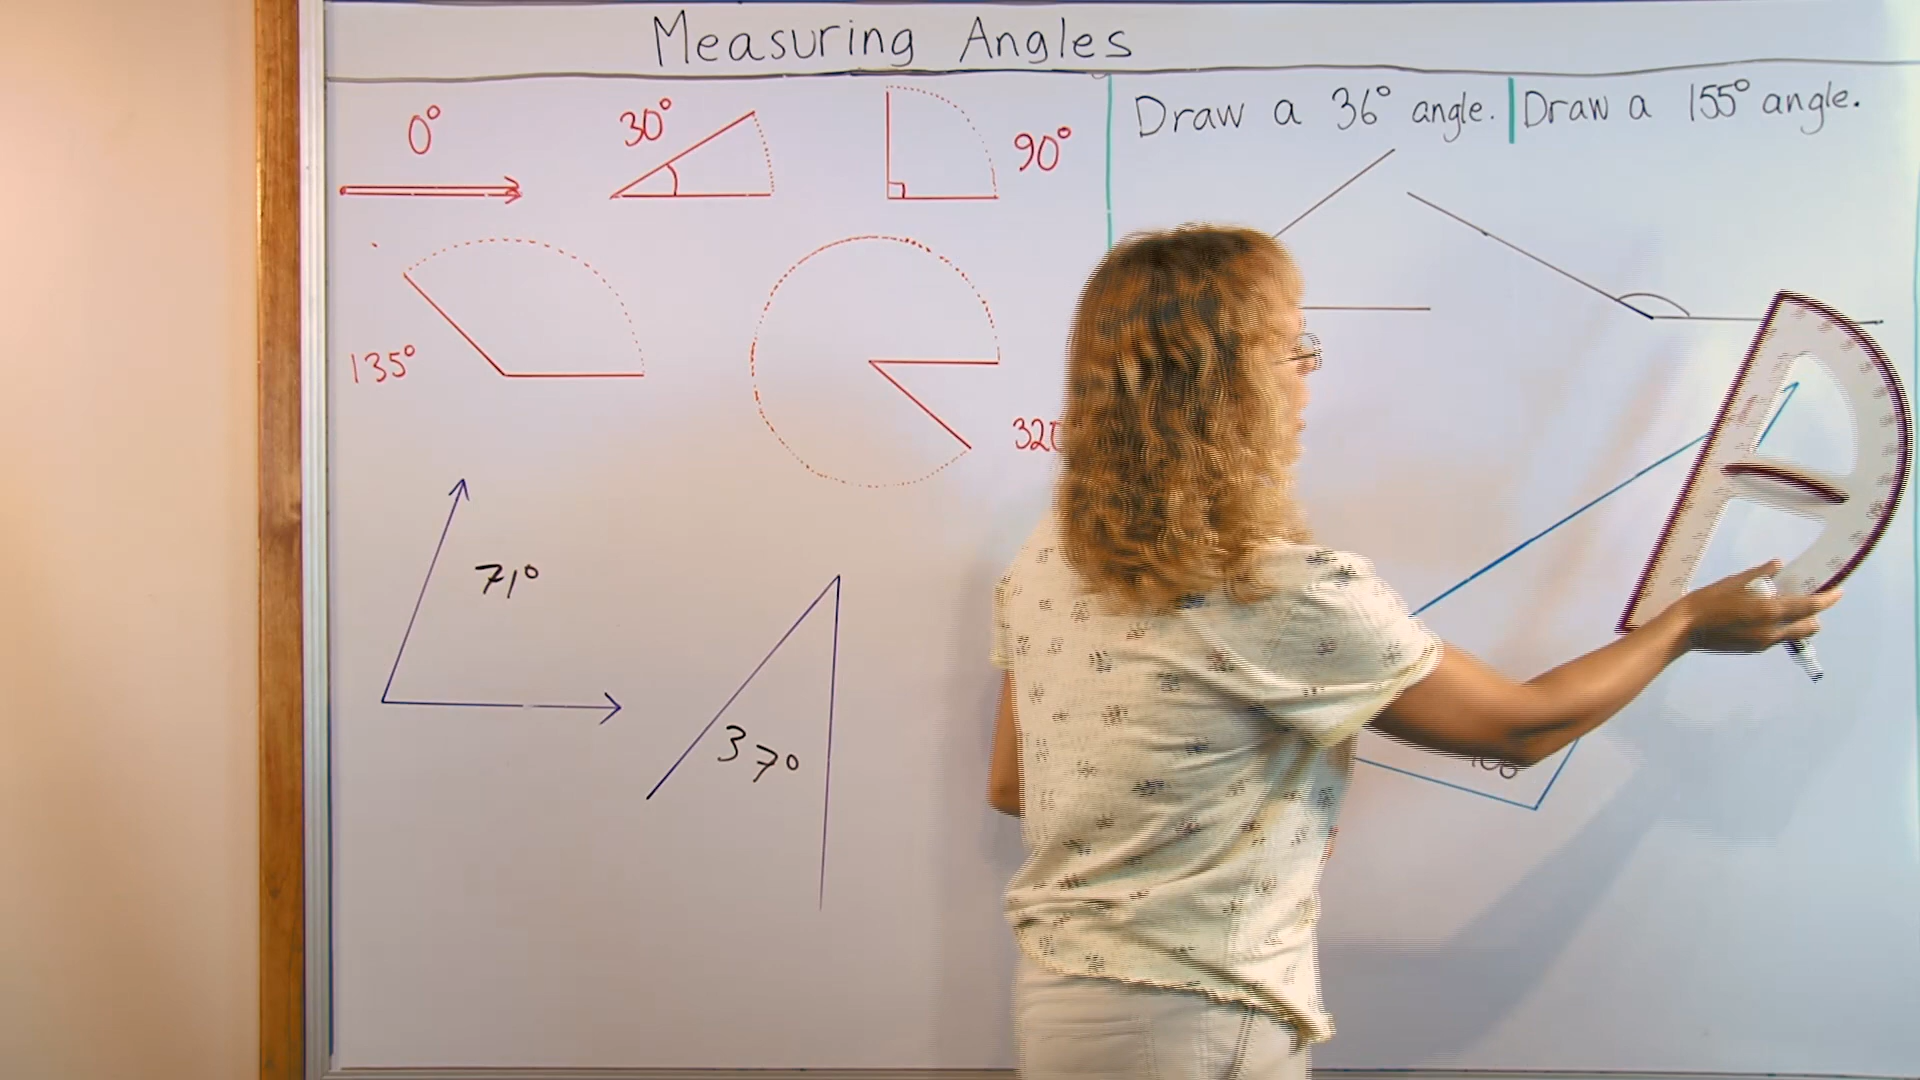 Measuring Angles
0°
30°
90°
135°
71°
37°
Draw a 36° angle.
Draw a 155° angle.